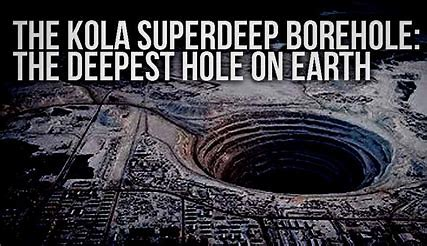 THE KOLA SUPERDEEP BOREHOLE:
THE DEEPEST HOLE ON EARTH